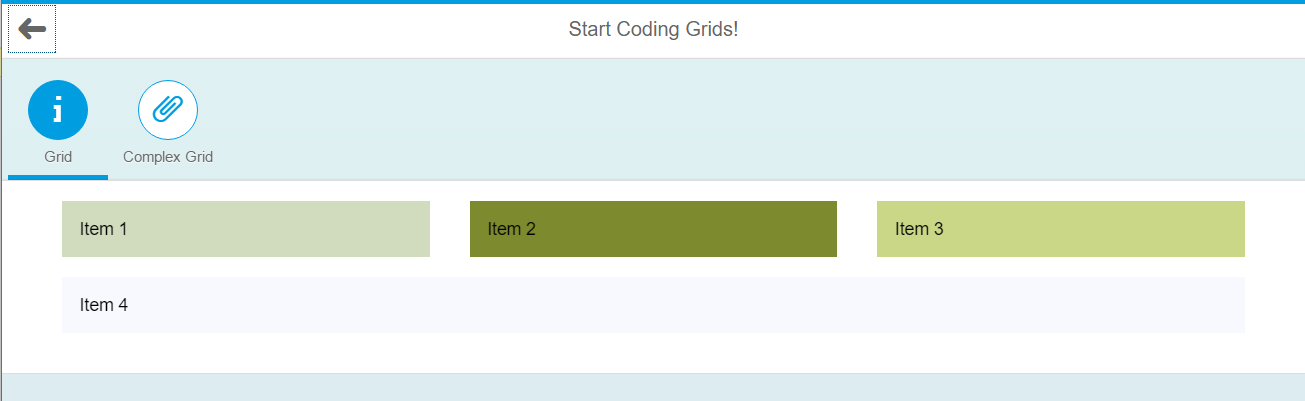 Start Coding Grids!
Grid
Complex Grid
Item 1
Item 2
Item 3
Item 4